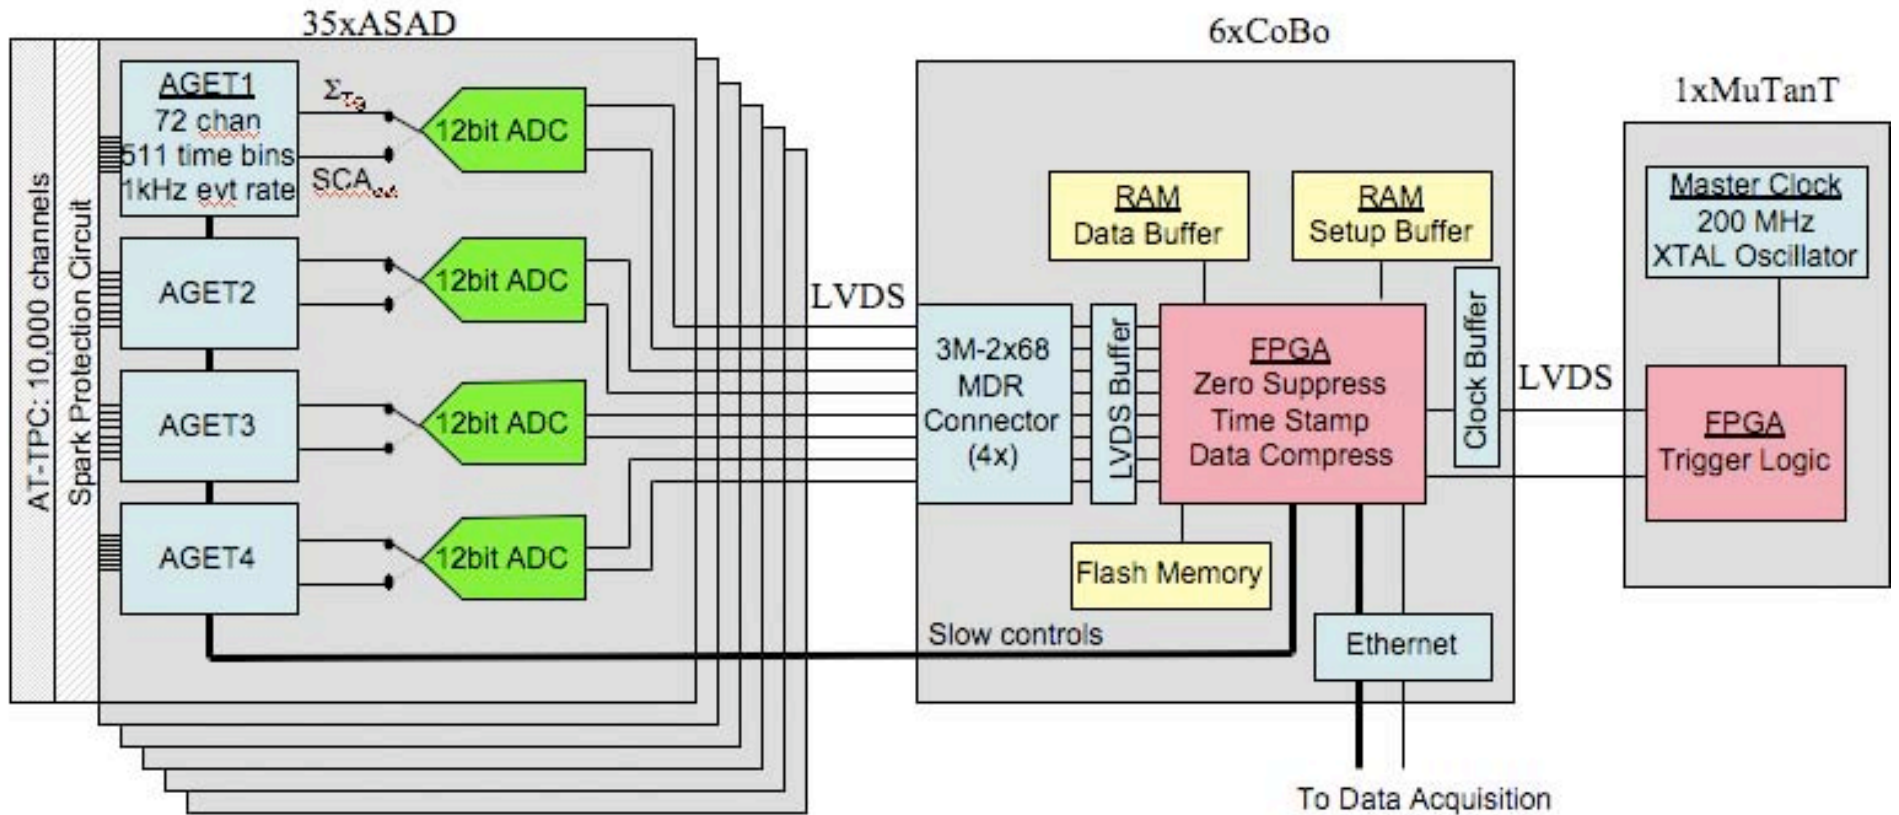 35xASAD
AT-TPC: 10,000 channels
Spark Protection Circuit
AGET1
72 chan
511 time bins
1kHz evt rate
Σ
SCA
12bit ADC
AGET2
12bit ADC
AGET3
12bit ADC
AGET4
12bit ADC
LVDS
6xCoBo
RAM
Data Buffer
RAM
Setup Buffer
3M-2x68
MDR
Connector
(4x)
LVDS Buffer
FPGA
Zero Suppress
Time Stamp
Data Compress
Clock Buffer
Flash Memory
Slow controls
Ethernet
To Data Acquisition
LVDS
1xMuTanT
Master Clock
200 MHz
XTAL Oscillator
FPGA
Trigger Logic